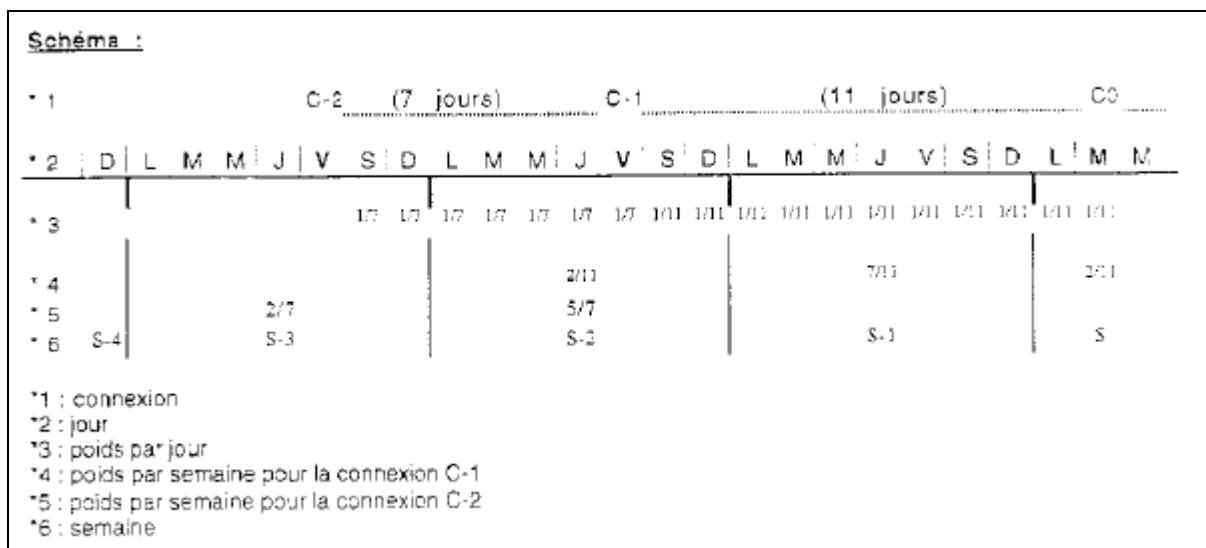 Schéma :
* 1 C-2 (7 jours) C-1 (11 jours) C0
* 2 D L M M J V S D L M M J V S D L M M J V S D L M M
* 3 1/7 1/7 1/7 1/7 1/7 1/7 1/7 1/11 1/11 1/11 1/11 1/11 1/11 1/11 1/11 1/11 1/11 1/11
* 4 2/11 7/11 2/11
* 5 2/7 5/7
* 6 S-4 S-3 S-2 S-1 S
*1 : connexion
*2 : jour
*3 : poids par jour
*4 : poids par semaine pour la connexion C-1
*5 : poids par semaine pour la connexion C-2
*6 : semaine